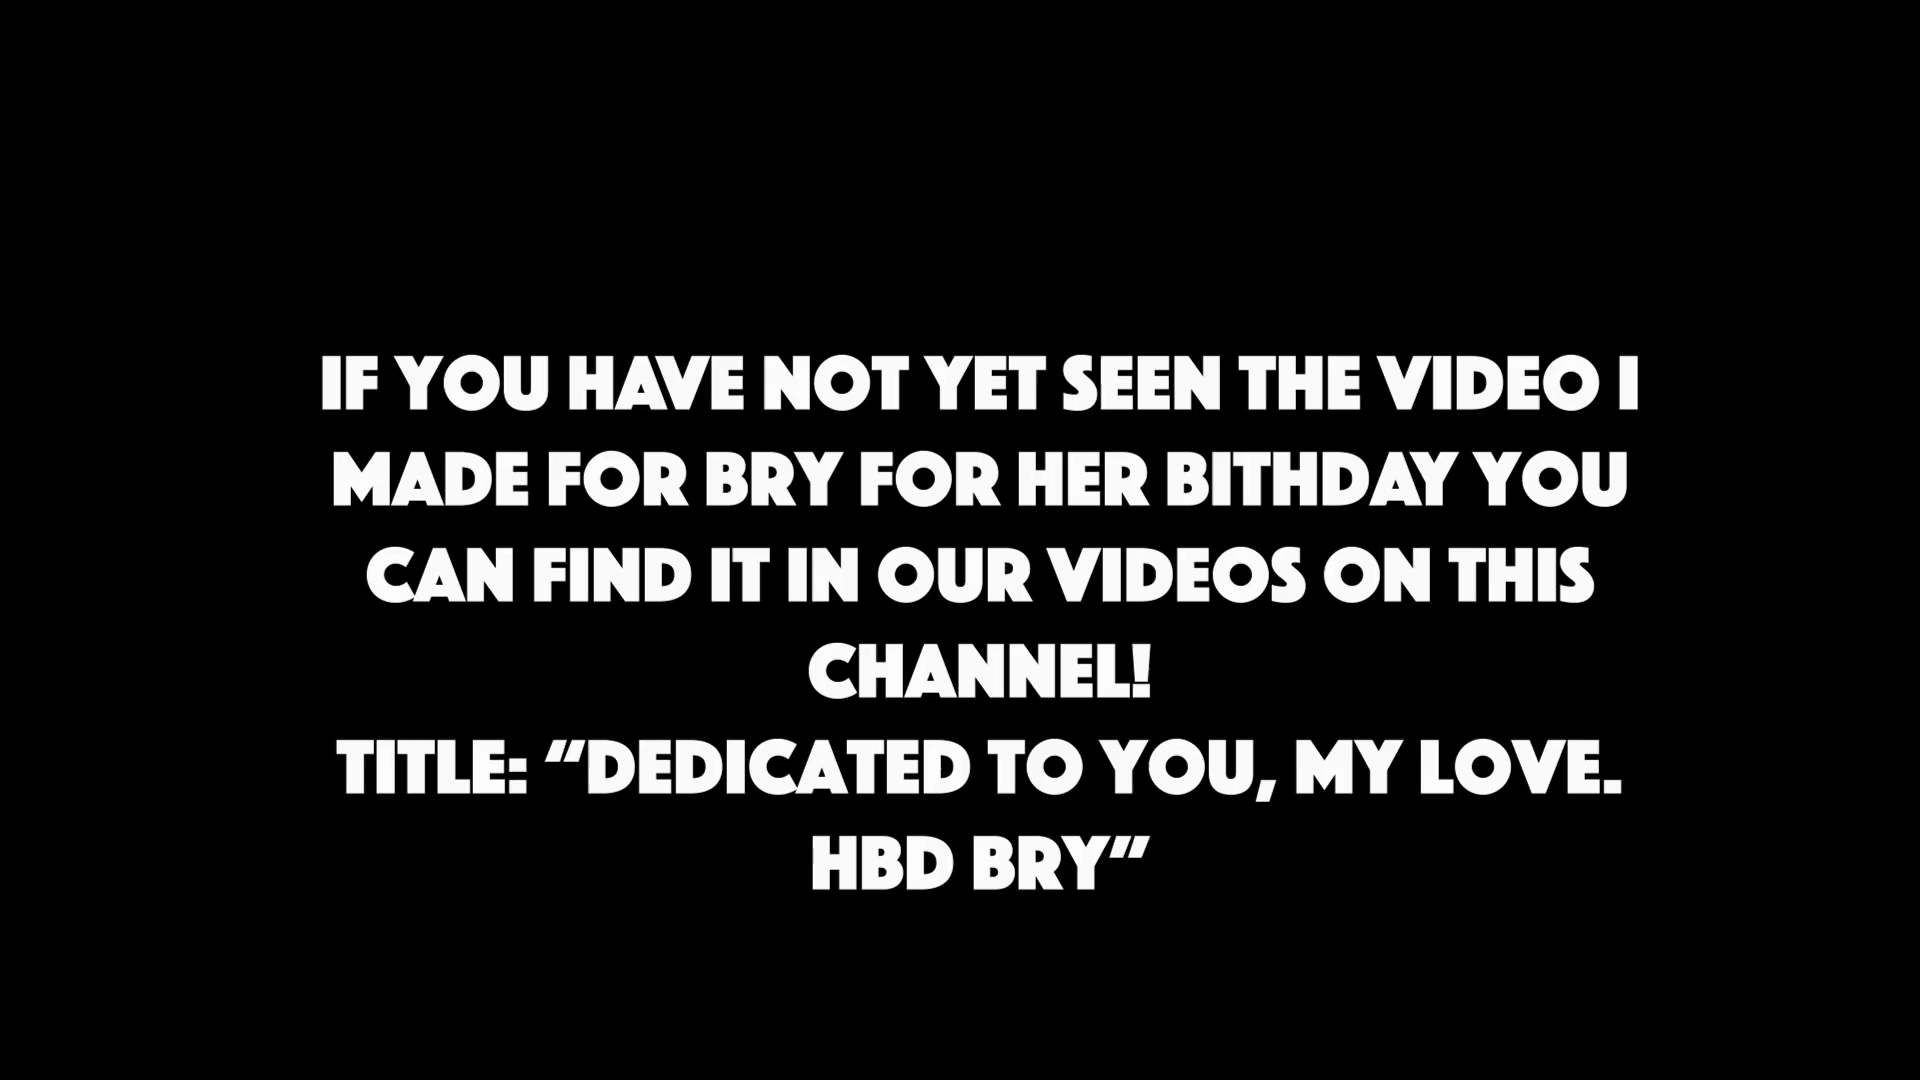 IF YOU HAVE NOT YET SEEN THE VIDEO I
MADE FOR BRY FOR HER BITHDAY YOU
CAN FIND IT IN OUR VIDEOS ON THIS
CHANNEL!
TITLE: “DEDICATED TO YOU, MY LOVE.
HBD BRY”